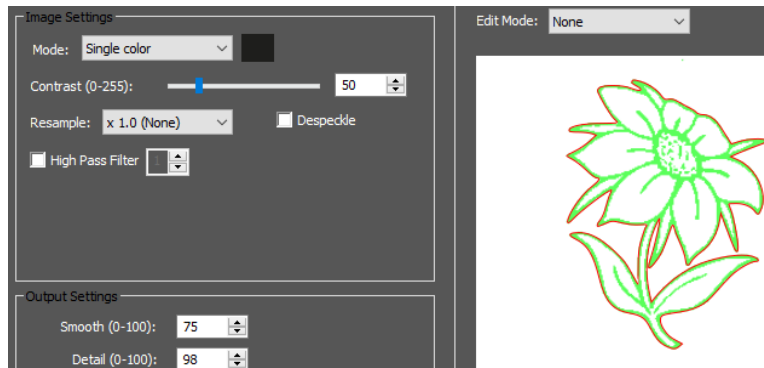 Image Settings
Mode: Single color
Contrast (0-255): 50
Resample: x 1.0 (None) Despeckle
High Pass Filter 1
Output Settings
Smooth (0-100): 75
Detail (0-100): 98
Edit Mode: None